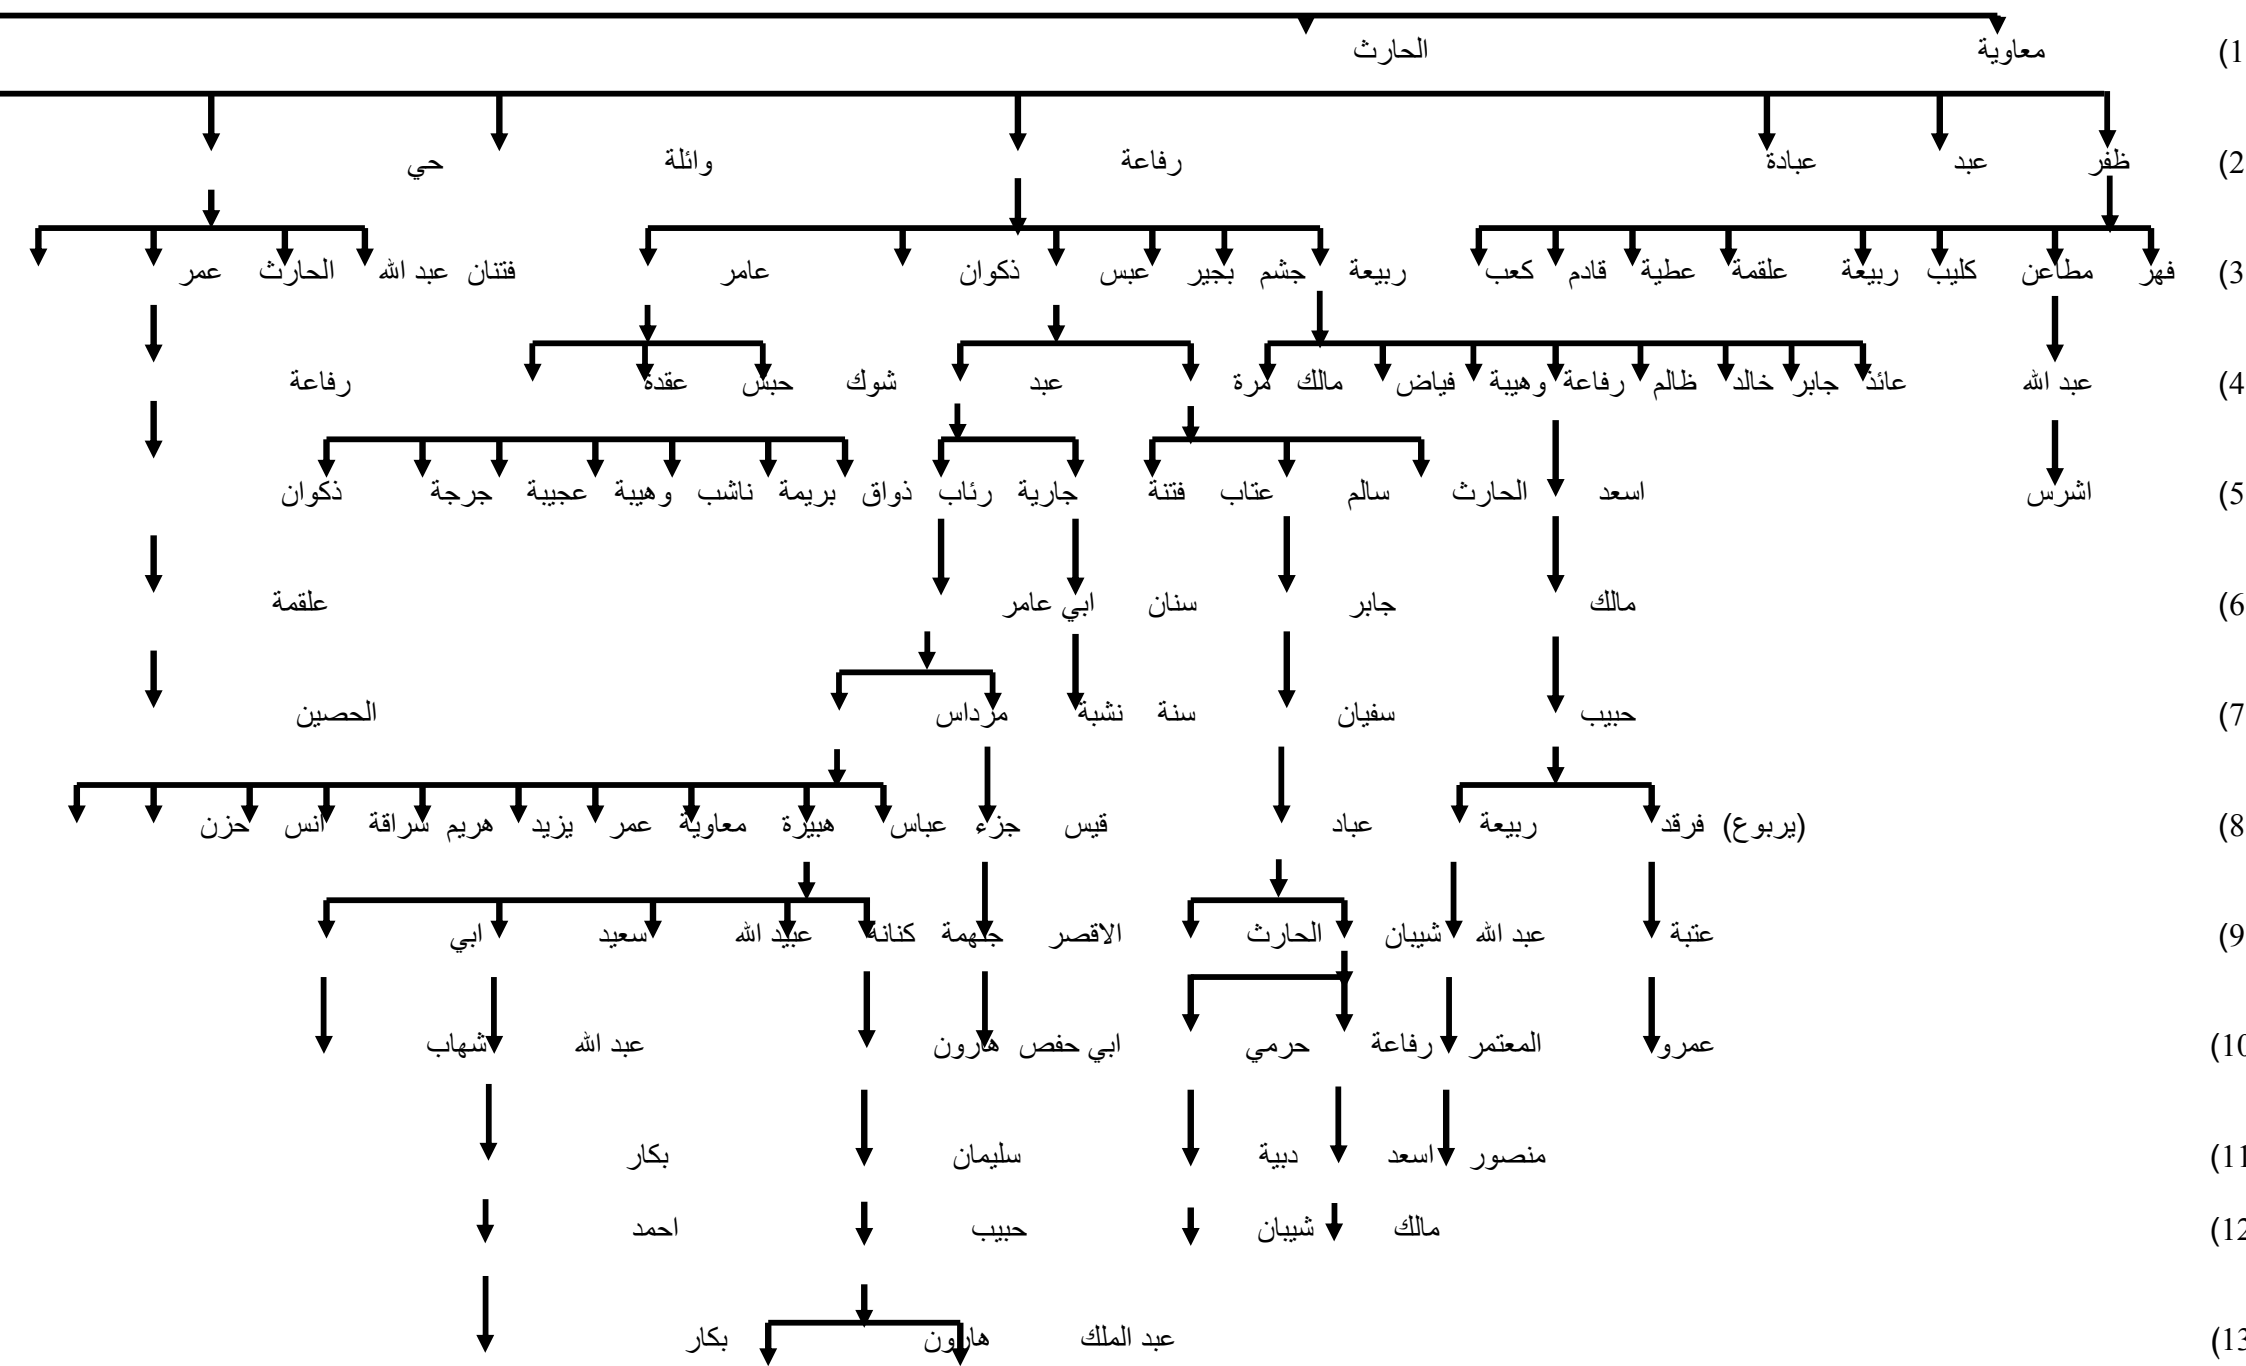 1) معاوية الحارث
2) ظفر عبد عبادة رفاعة وائلة حي
3) فهر مطاعن كليب ربيعة علقمة عطية قادم كعب ربيعة جشم بجير عبس ذكوان عامر فتنان عبد الله الحارث عمر
4) عبد الله عائذ جابر خالد ظالم رفاعة وهيبة فياض مالك مرة عبد شوك حبش عقدة رفاعة
5) اشرس اسعد الحارث سالم عتاب فتنة جارية رئاب ذواق بريمة ناشب وهيبة عجيبة جرجة ذكوان
6) مالك جابر سنان ابي عامر علقمة
7) حبيب سفيان سنة نشبة مرداس الحصين
8) (يربوع) فرقد ربيعة عباد قيس جزء عباس هبيرة معاوية عمر يزيد هريم سراقة انس حزن
9) عتبة عبد الله شيبان الحارث الاقصر جلهمة كنانة عبيد الله سعيد ابي
10) عمرو المعتمر رفاعة حرمي ابي حفص هارون عبد الله شهاب
11) منصور اسعد دبية سليمان بكار
12) مالك شيبان حبيب احمد
13) عبد الملك هارون بكار